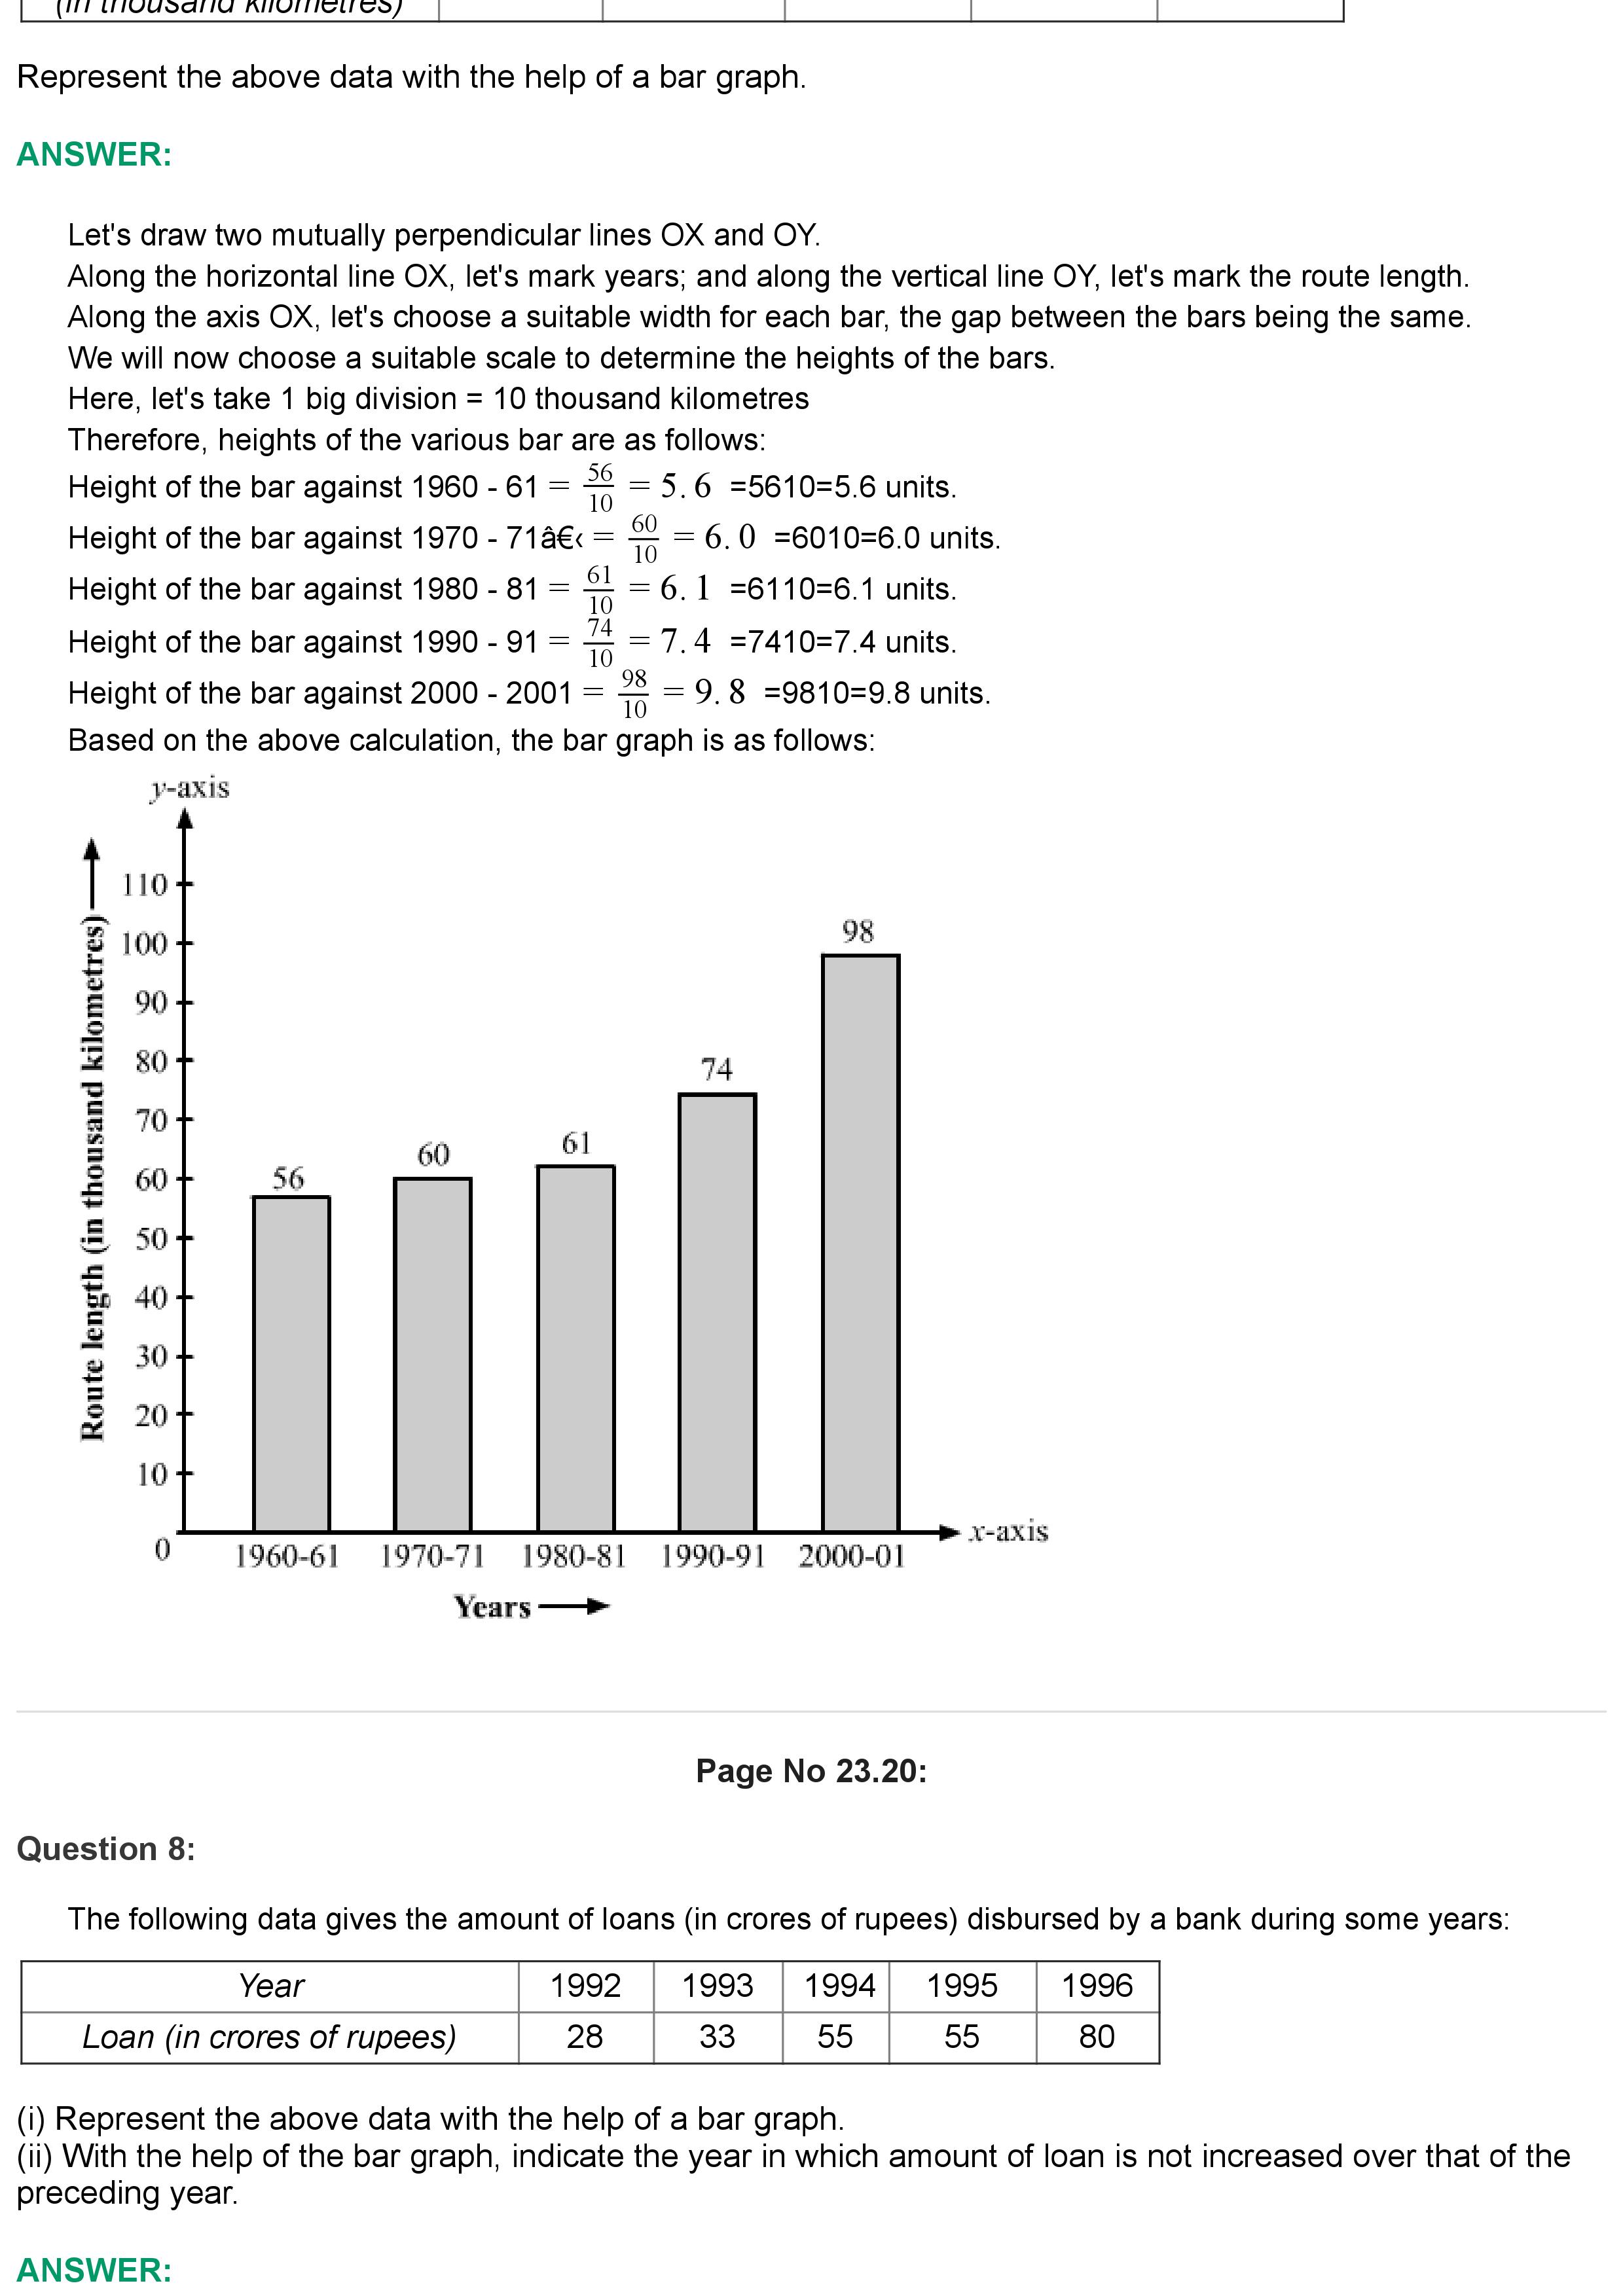 (in thousand kilometres)
Represent the above data with the help of a bar graph.
ANSWER:
Let's draw two mutually perpendicular lines OX and OY.
Along the horizontal line OX, let's mark years; and along the vertical line OY, let's mark the route length.
Along the axis OX, let's choose a suitable width for each bar, the gap between the bars being the same.
We will now choose a suitable scale to determine the heights of the bars.
Here, let's take 1 big division = 10 thousand kilometres
Therefore, heights of the various bar are as follows:
Height of the bar against 1960 - 61 = 56/10 = 5. 6 =5610=5.6 units.
Height of the bar against 1970 - 71â€‹ = 60/10 = 6. 0 =6010=6.0 units.
Height of the bar against 1980 - 81 = 61/10 = 6. 1 =6110=6.1 units.
Height of the bar against 1990 - 91 = 74/10 = 7. 4 =7410=7.4 units.
Height of the bar against 2000 - 2001 = 98/10 = 9. 8 =9810=9.8 units.
Based on the above calculation, the bar graph is as follows:
y-axis
Route length (in thousand kilometres)
110
100
90
80
70
60
50
40
30
20
10
0
56
60
61
74
98
x-axis
1960-61 1970-71 1980-81 1990-91 2000-01
Years
Page No 23.20:
Question 8:
The following data gives the amount of loans (in crores of rupees) disbursed by a bank during some years:
Year 1992 1993 1994 1995 1996
Loan (in crores of rupees) 28 33 55 55 80
(i) Represent the above data with the help of a bar graph.
(ii) With the help of the bar graph, indicate the year in which amount of loan is not increased over that of the
preceding year.
ANSWER: